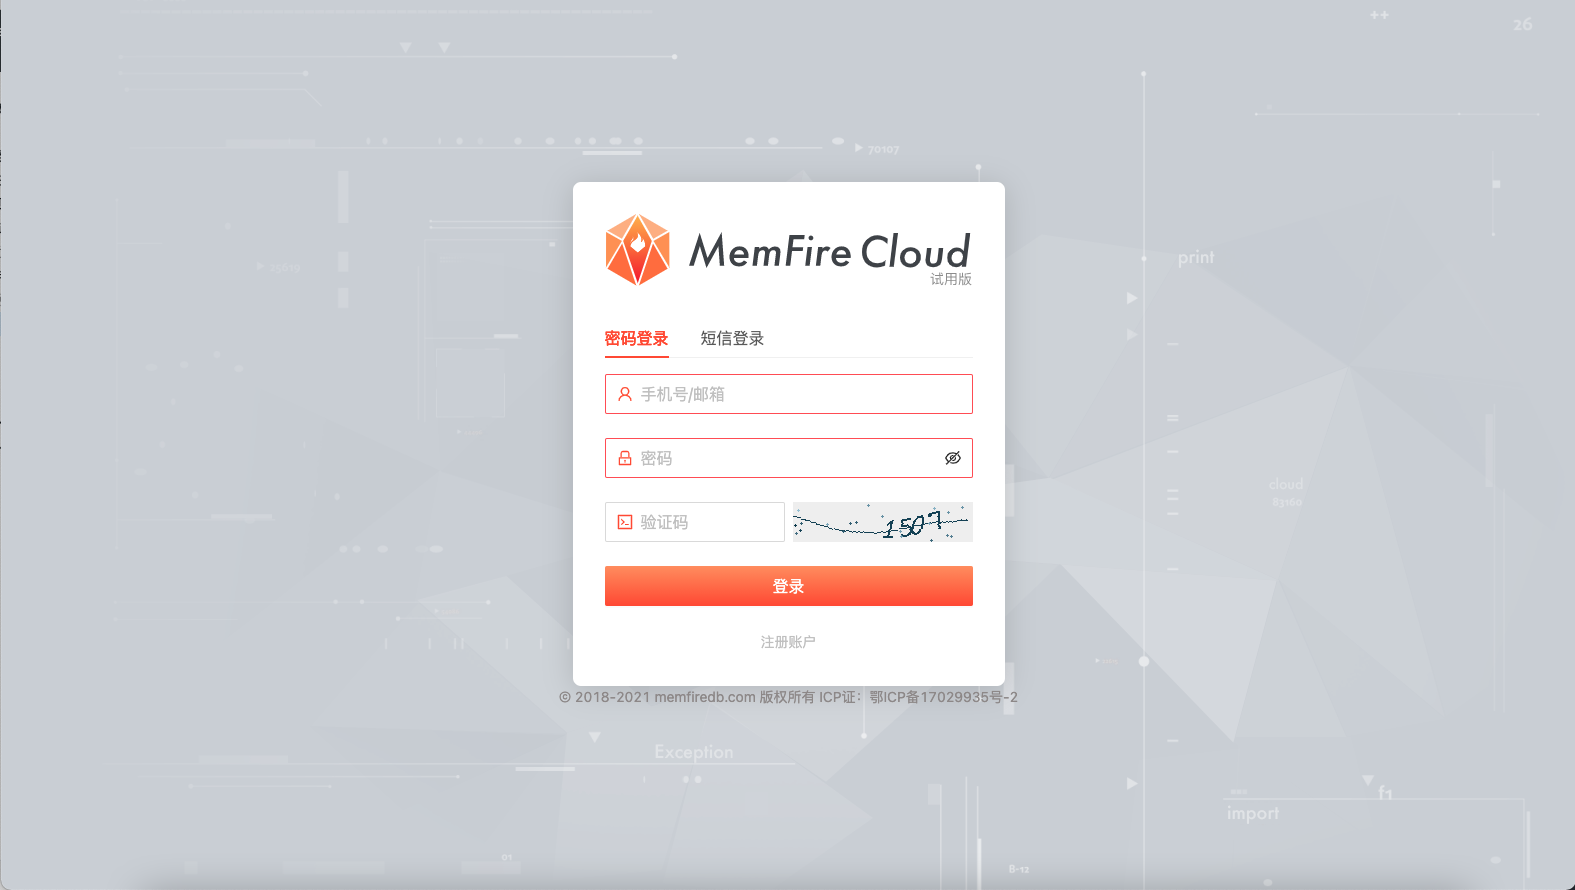 26
70107
MemFire Cloud
试用版
print
83610
密码登录 短信登录
手机号/邮箱
密码
cloud
83160
验证码 1507
登录
注册账户
© 2018-2021 memfiredb.com 版权所有 ICP证：鄂ICP备17029935号-2
Exception
f1
import
01
B-12